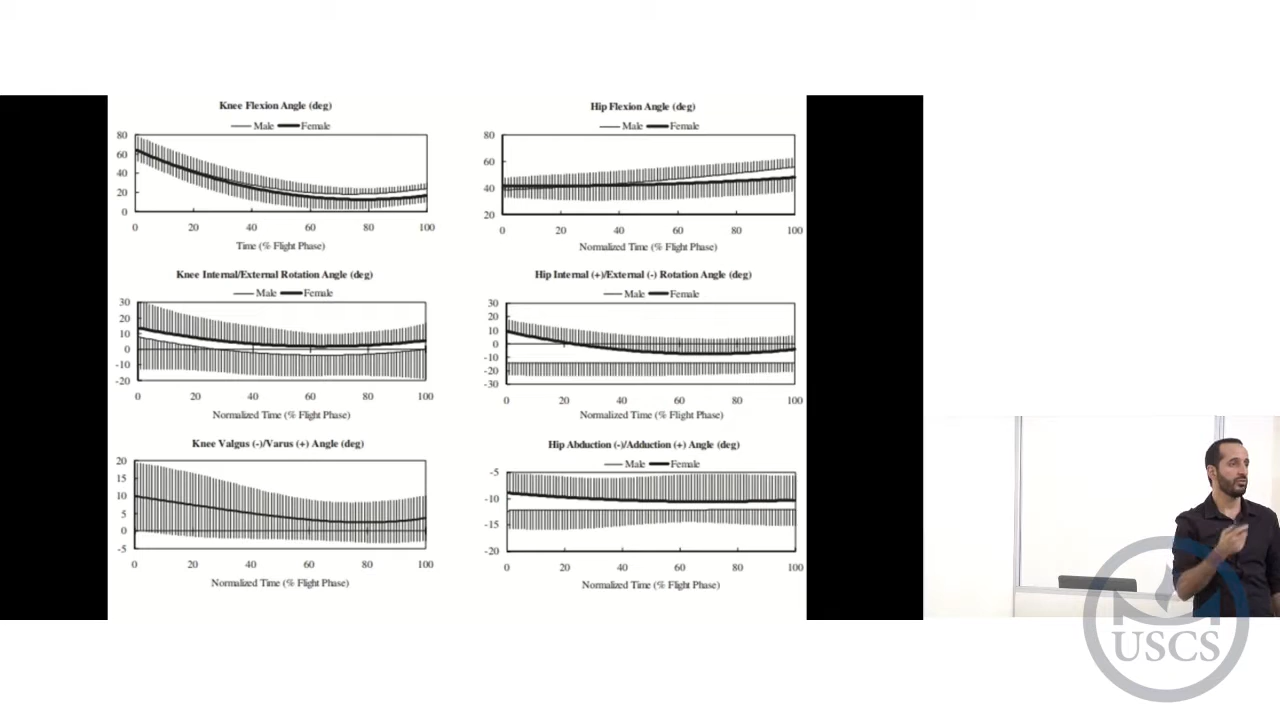 Knee Flexion Angle (deg)
Male Female
80
60
40
20
0
0 20 40 60 80 100
Time (% Flight Phase)
Hip Flexion Angle (deg)
Male Female
80
60
40
20
0 20 40 60 80 100
Normalized Time (% Flight Phase)
Knee Internal/External Rotation Angle (deg)
Male Female
30
20
10
0
-10
-20
0 20 40 60 80 100
Normalized Time (% Flight Phase)
Hip Internal (+)/External (-) Rotation Angle (deg)
Male Female
30
20
10
0
-10
-20
-30
0 20 40 60 80 100
Normalized Time (% Flight Phase)
Knee Valgus (-)/Varus (+) Angle (deg)
20
15
10
5
0
-5
0 20 40 60 80 100
Normalized Time (% Flight Phase)
Hip Abduction (-)/Adduction (+) Angle (deg)
Male Female
-5
-10
-15
-20
0 20 40 60 80 100
Normalized Time (% Flight Phase)
USCS